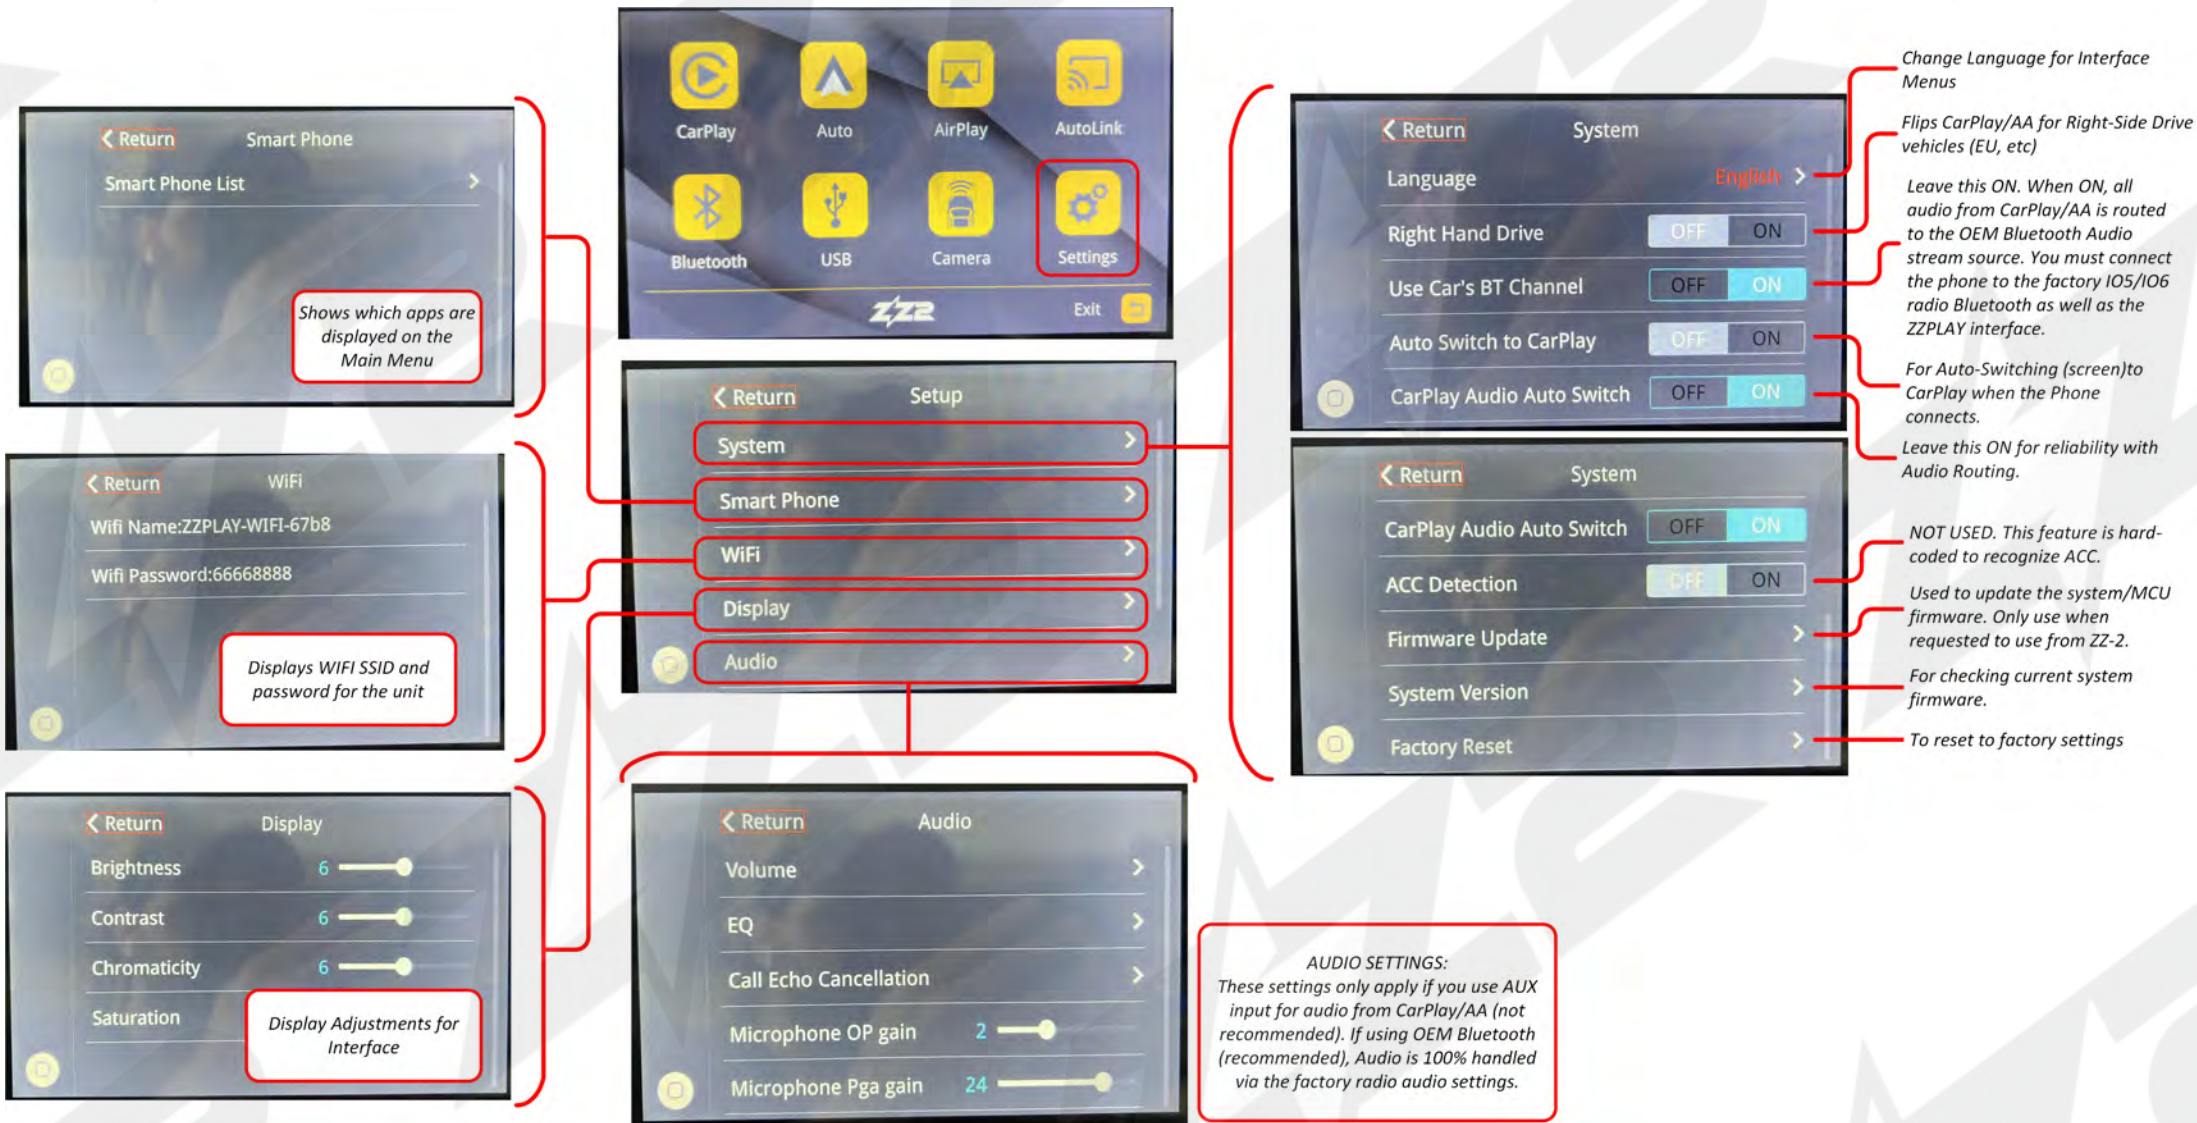 CarPlay
Auto
AirPlay
AutoLink
Bluetooth
USB
Camera
Settings
ZZ2
Exit
Return
Smart Phone
Smart Phone List
Shows which apps are
displayed on the
Main Menu
Return
WiFi
Wifi Name:ZZPLAY-WIFI-67b8
Wifi Password:66668888
Displays WIFI SSID and
password for the unit
Return
Display
Brightness 6
Contrast 6
Chromaticity 6
Saturation
Display Adjustments for
Interface
Return
Setup
System
Smart Phone
WiFi
Display
Audio
Return
Audio
Volume
EQ
Call Echo Cancellation
Microphone OP gain 2
Microphone Pga gain 24
AUDIO SETTINGS:
These settings only apply if you use AUX
input for audio from CarPlay/AA (not
recommended). If using OEM Bluetooth
(recommended), Audio is 100% handled
via the factory radio audio settings.
Return
System
Language English
Right Hand Drive OFF ON
Use Car's BT Channel OFF ON
Auto Switch to CarPlay OFF ON
CarPlay Audio Auto Switch OFF ON
Return
System
CarPlay Audio Auto Switch OFF ON
ACC Detection OFF ON
Firmware Update
System Version
Factory Reset
Change Language for Interface
Menus
Flips CarPlay/AA for Right-Side Drive
vehicles (EU, etc)
Leave this ON. When ON, all
audio from CarPlay/AA is routed
to the OEM Bluetooth Audio
stream source. You must connect
the phone to the factory IO5/IO6
radio Bluetooth as well as the
ZZPLAY interface.
For Auto-Switching (screen)to
CarPlay when the Phone
connects.
Leave this ON for reliability with
Audio Routing.
NOT USED. This feature is hard-
coded to recognize ACC.
Used to update the system/MCU
firmware. Only use when
requested to use from ZZ-2.
For checking current system
firmware.
To reset to factory settings